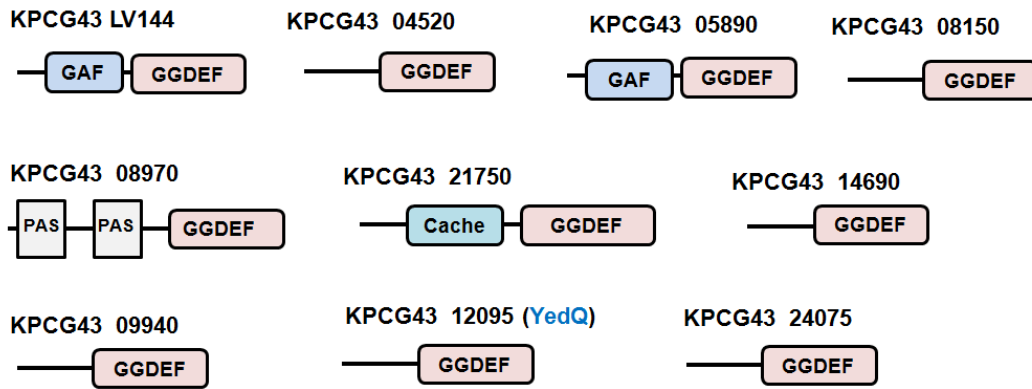 KPCG43 LV144
KPCG43 04520
KPCG43 05890
KPCG43 08150
GAF GGDEF
GGDEF
GAF GGDEF
GGDEF
KPCG43 08970
KPCG43 21750
KPCG43 14690
PAS PAS GGDEF
Cache GGDEF
GGDEF
KPCG43 09940
KPCG43 12095 (YedQ)
KPCG43 24075
GGDEF
GGDEF
GGDEF